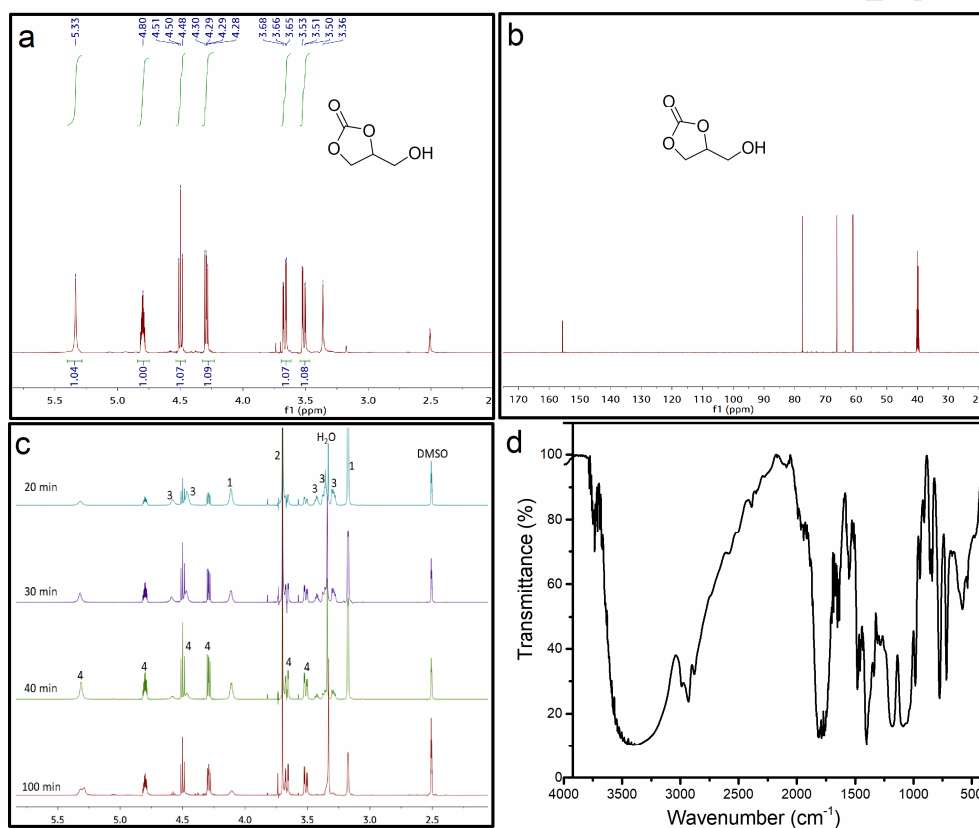 a
5.33
4.80
4.51
4.50
4.48
4.30
4.29
4.29
4.28
3.68
3.66
3.65
3.53
3.51
3.50
3.36
O
O
O
OH
1.04
1.00
1.07
1.09
1.07
1.08
5.0 4.5 4.0 3.5 3.0 2.5 2
f1 (ppm)
b
O
O
O
OH
170 160 150 140 130 120 110 100 90 80 70 60 50 40 30 20
f1 (ppm)
c
H2O
2
1
DMSO
20 min
3
3
1
3
3
3
30 min
40 min
4
4
4
4
4
4
100 min
5.5 5.0 4.5 4.0 3.5 3.0 2.5
f1 (ppm)
d
Transmittance (%)
100
80
60
40
20
0
4000 3500 3000 2500 2000 1500 1000 500
Wavenumber (cm-1)